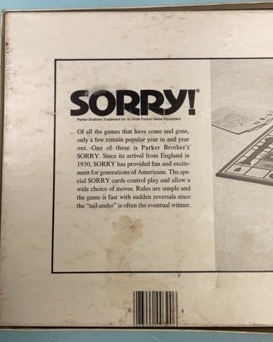 SORRY!®
Parker Brothers Trademark for its Slide Pursuit Game Equipment
Of all the games that have come and gone,
only a few remain popular year in and year
out. One of these is Parker Brother's
SORRY. Since its arrival from England in
1930, SORRY has provided fun and excite-
ment for generations of Americans. The spe-
cial SORRY cards control play and allow a
wide choice of moves. Rules are simple and
the game is fast with sudden reversals since
the "tail-ender" is often the eventual winner.